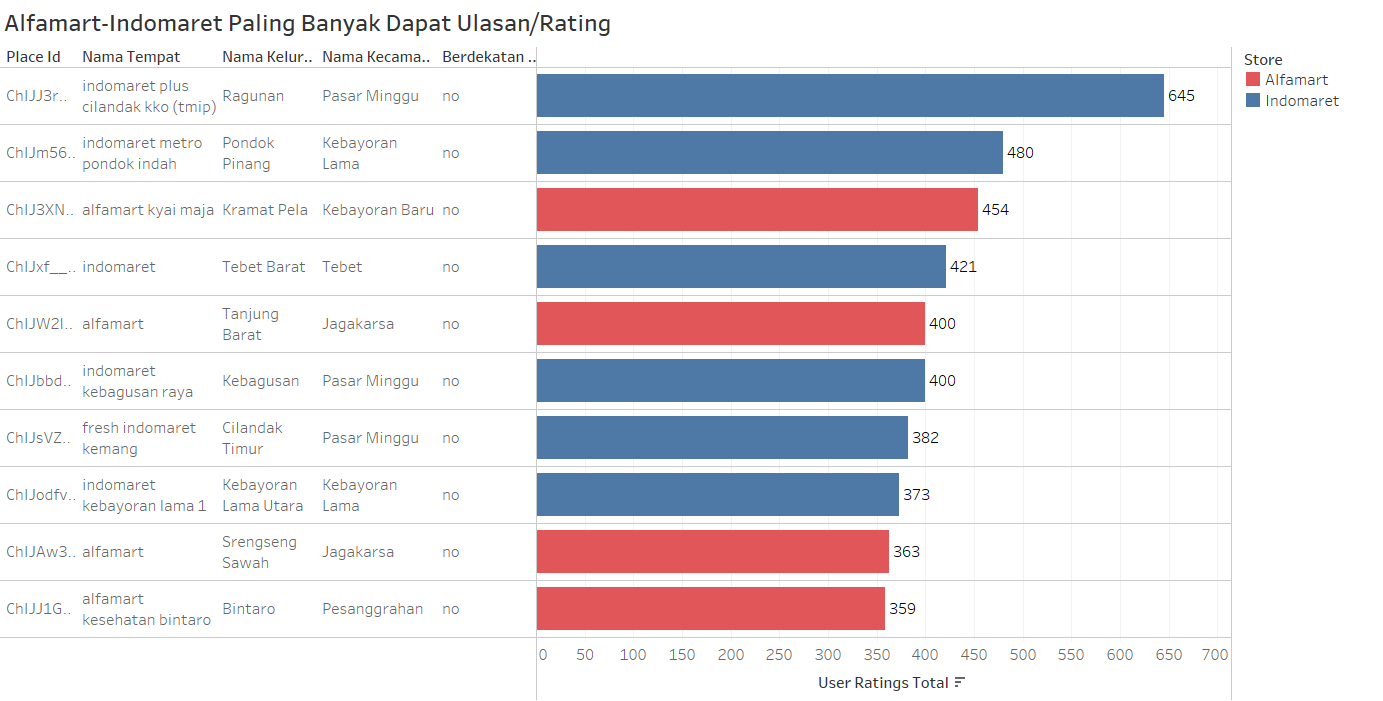 Alfamart-Indomaret Paling Banyak Dapat Ulasan/Rating
Place Id Nama Tempat Nama Kelur.. Nama Kecama.. Berdekatan ..
Store
Alfamart
Indomaret
ChIJJ3r.. indomaret plus cilandak kko (tmip) Ragunan Pasar Minggu no 645
ChIJm56.. indomaret metro pondok indah Pondok Pinang Kebayoran Lama no 480
ChIJ3XN.. alfamart kyai maja Kramat Pela Kebayoran Baru no 454
ChIJxf__.. indomaret Tebet Barat Tebet no 421
ChIJW2I.. alfamart Tanjung Barat Jagakarsa no 400
ChIJbbd.. indomaret kebagusan raya Kebagusan Pasar Minggu no 400
ChIJsVZ.. fresh indomaret kemang Cilandak Timur Pasar Minggu no 382
ChIJodfv.. indomaret kebayoran lama 1 Kebayoran Lama Utara Kebayoran Lama no 373
ChIJAw3.. alfamart Srengseng Sawah Jagakarsa no 363
ChIJJ1G.. alfamart kesehatan bintaro Bintaro Pesanggrahan no 359
0 50 100 150 200 250 300 350 400 450 500 550 600 650 700
User Ratings Total